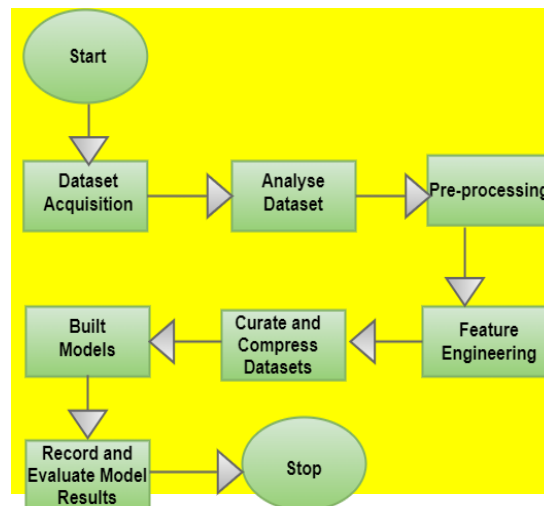 Start
Dataset
Acquisition
Analyse
Dataset
Pre-processing
Feature
Engineering
Curate and
Compress
Datasets
Built
Models
Record and
Evaluate Model
Results
Stop